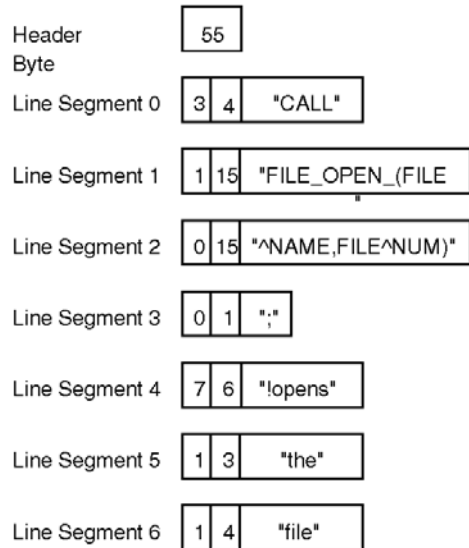 Header Byte 55
Line Segment 0 3 4 "CALL"
Line Segment 1 1 15 "FILE_OPEN_(FILE
"
Line Segment 2 0 15 "^NAME,FILE^NUM)"
Line Segment 3 0 1 ";"
Line Segment 4 7 6 "!opens"
Line Segment 5 1 3 "the"
Line Segment 6 1 4 "file"